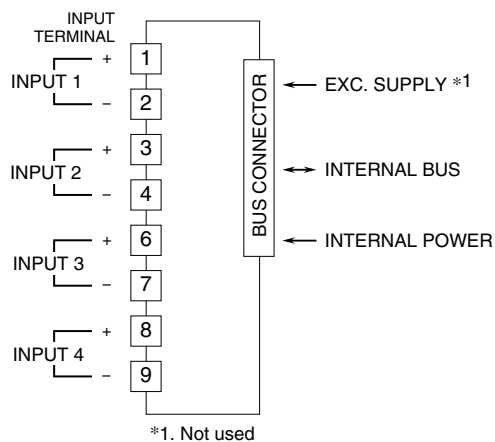 INPUT
TERMINAL
INPUT 1
+ 1
− 2
INPUT 2
+ 3
− 4
INPUT 3
+ 6
− 7
INPUT 4
+ 8
− 9
BUS CONNECTOR
EXC. SUPPLY *1
INTERNAL BUS
INTERNAL POWER
*1. Not used